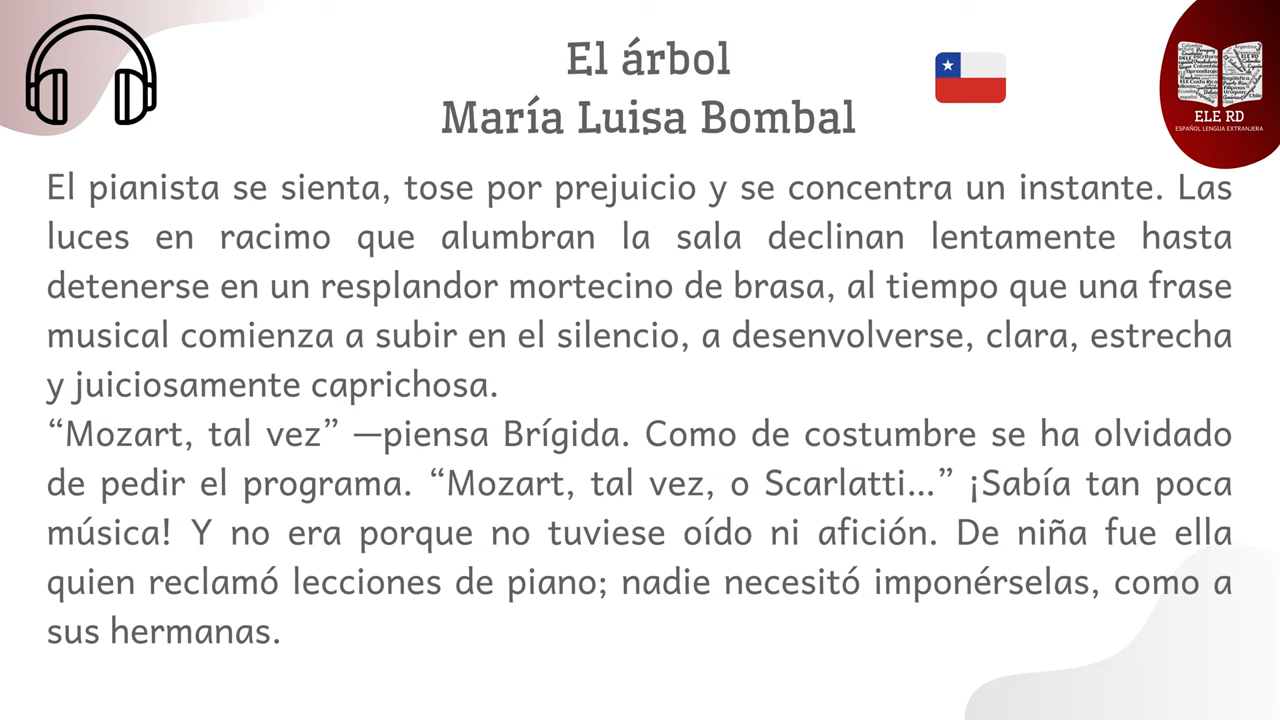 El árbol
María Luisa Bombal
ELE RD
ESPAÑOL LENGUA EXTRANJERA
El pianista se sienta, tose por prejuicio y se concentra un instante. Las
luces en racimo que alumbran la sala declinan lentamente hasta
detenerse en un resplandor mortecino de brasa, al tiempo que una frase
musical comienza a subir en el silencio, a desenvolverse, clara, estrecha
y juiciosamente caprichosa.
“Mozart, tal vez” —piensa Brígida. Como de costumbre se ha olvidado
de pedir el programa. “Mozart, tal vez, o Scarlatti...” ¡Sabía tan poca
música! Y no era porque no tuviese oído ni afición. De niña fue ella
quien reclamó lecciones de piano; nadie necesitó imponérselas, como a
sus hermanas.